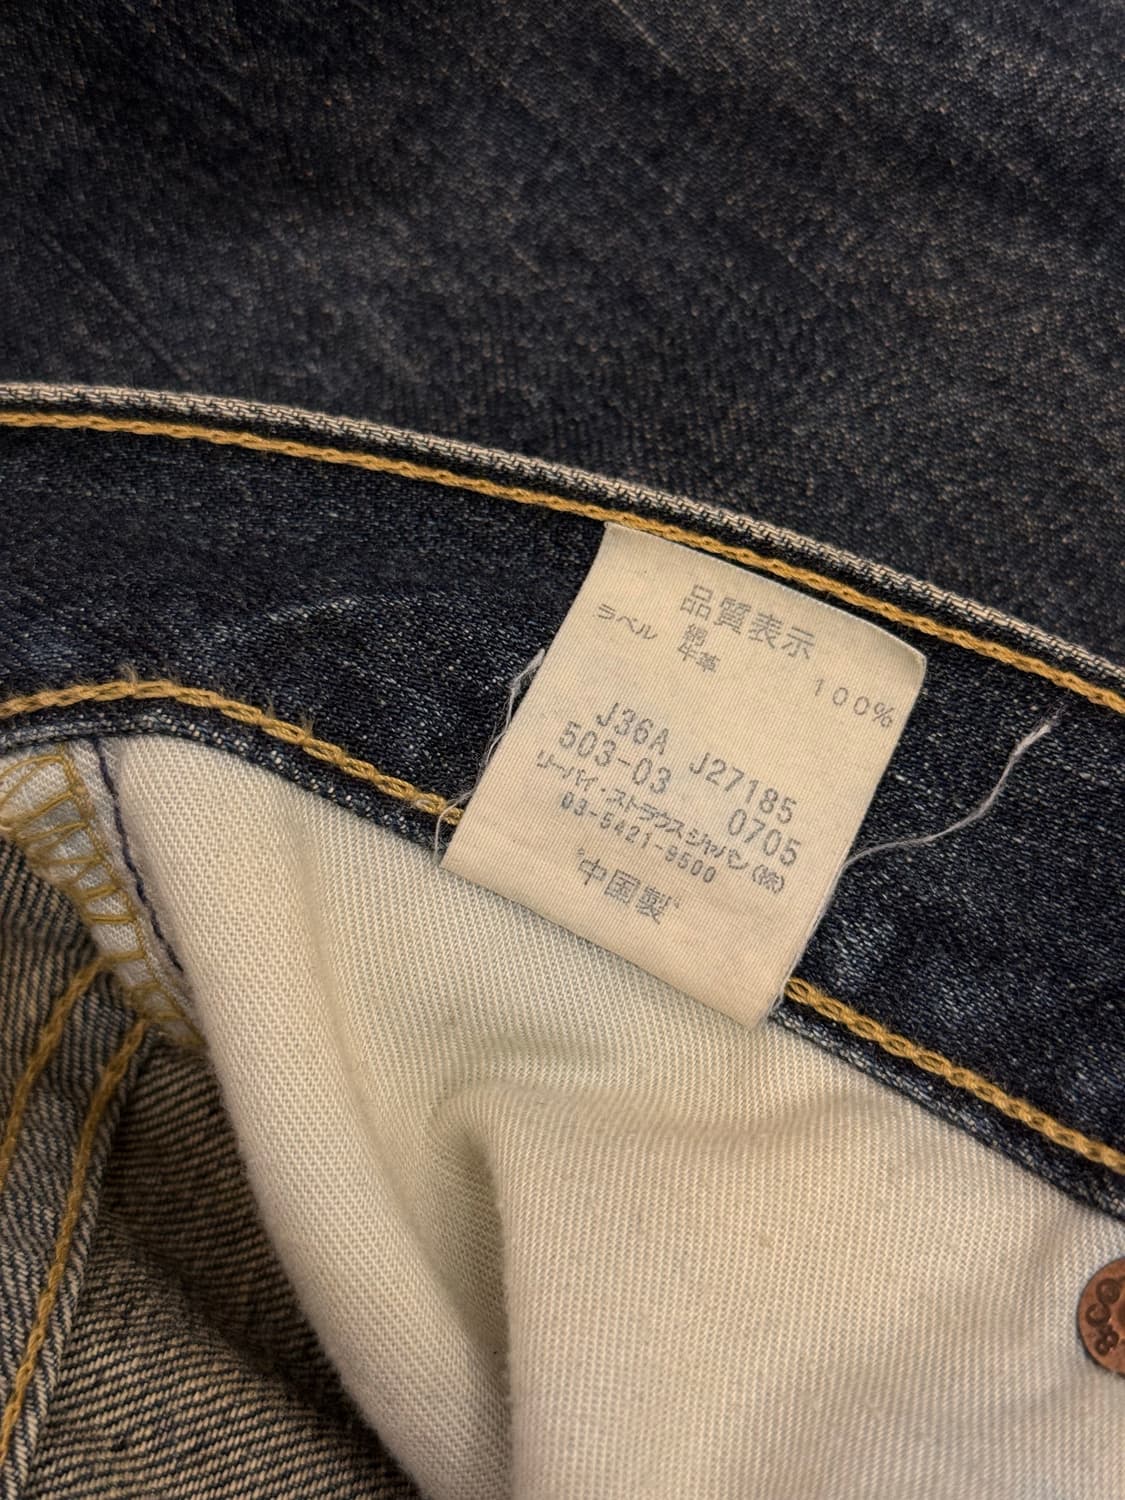 品質表示
綿 100%
ラベル 牛革
J36A J27185
503-03 0705
リーバイ・ストラウスジャパン(株)
03-5421-9500
"中国製"
&CO